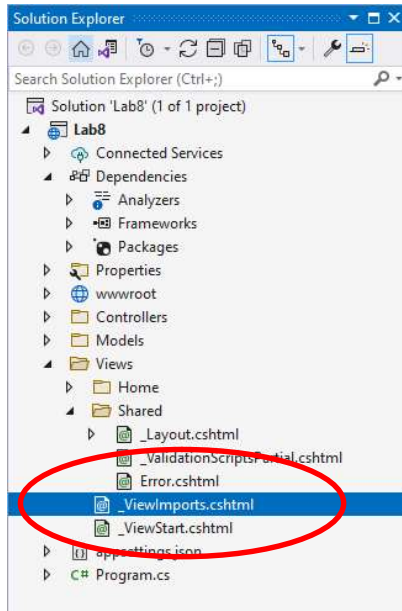 Solution Explorer
Search Solution Explorer (Ctrl+;)
Solution 'Lab8' (1 of 1 project)
Lab8
Connected Services
Dependencies
Analyzers
Frameworks
Packages
Properties
wwwroot
Controllers
Models
Views
Home
Shared
_Layout.cshtml
_ValidationScriptsPartial.cshtml
Error.cshtml
_ViewImports.cshtml
_ViewStart.cshtml
appsettings.json
C# Program.cs